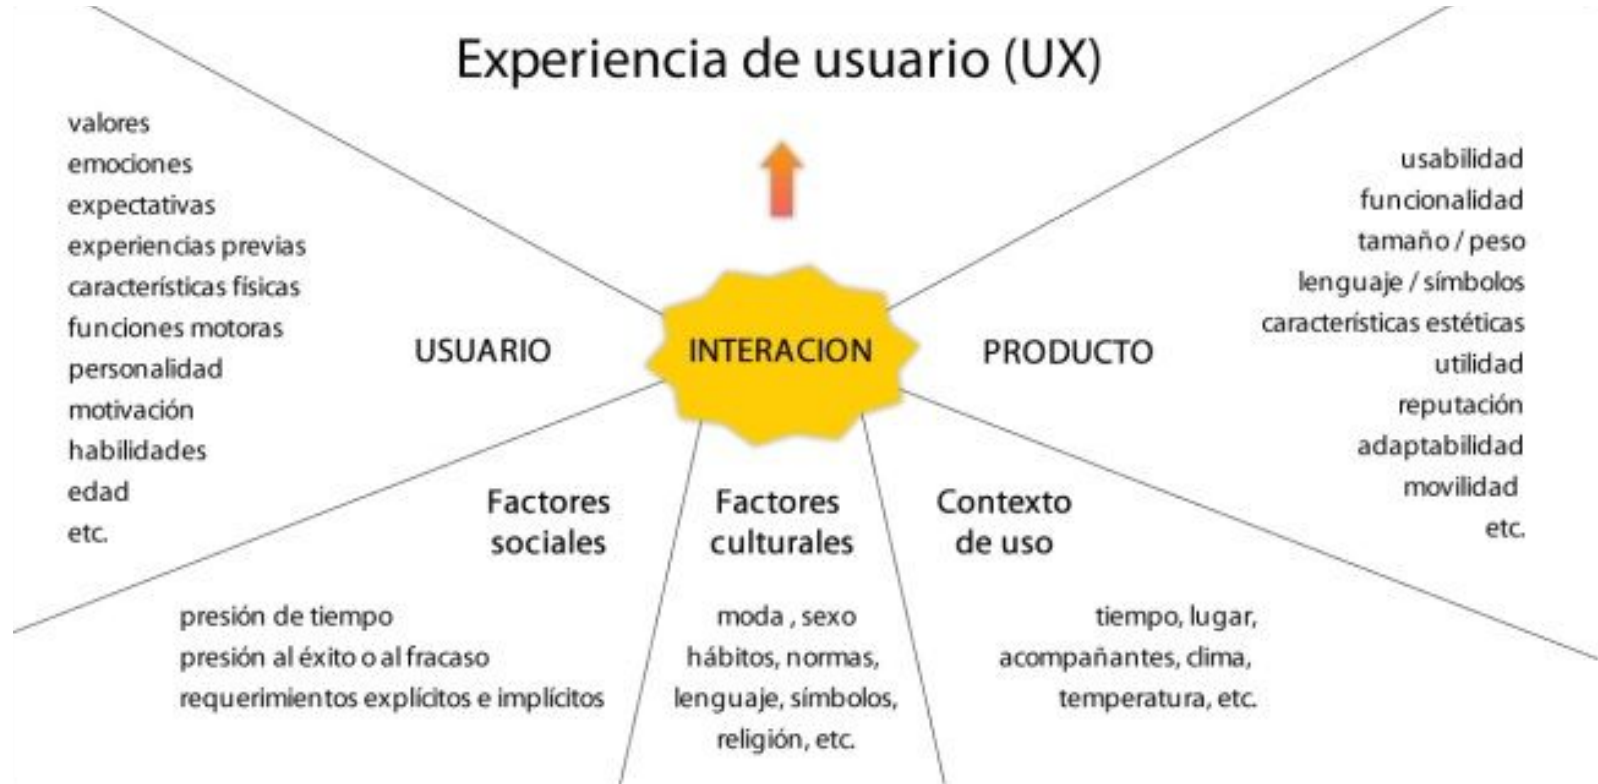 Experiencia de usuario (UX)
valores
emociones
expectativas
experiencias previas
características físicas
funciones motoras
personalidad
motivación
habilidades
edad
etc.
USUARIO
INTERACION
PRODUCTO
usabilidad
funcionalidad
tamaño / peso
lenguaje / símbolos
características estéticas
utilidad
reputación
adaptabilidad
movilidad
etc.
Factores
sociales
presión de tiempo
presión al éxito o al fracaso
requerimientos explícitos e implícitos
Factores
culturales
moda , sexo
hábitos, normas,
lenguaje, símbolos,
religión, etc.
Contexto
de uso
tiempo, lugar,
acompañantes, clima,
temperatura, etc.